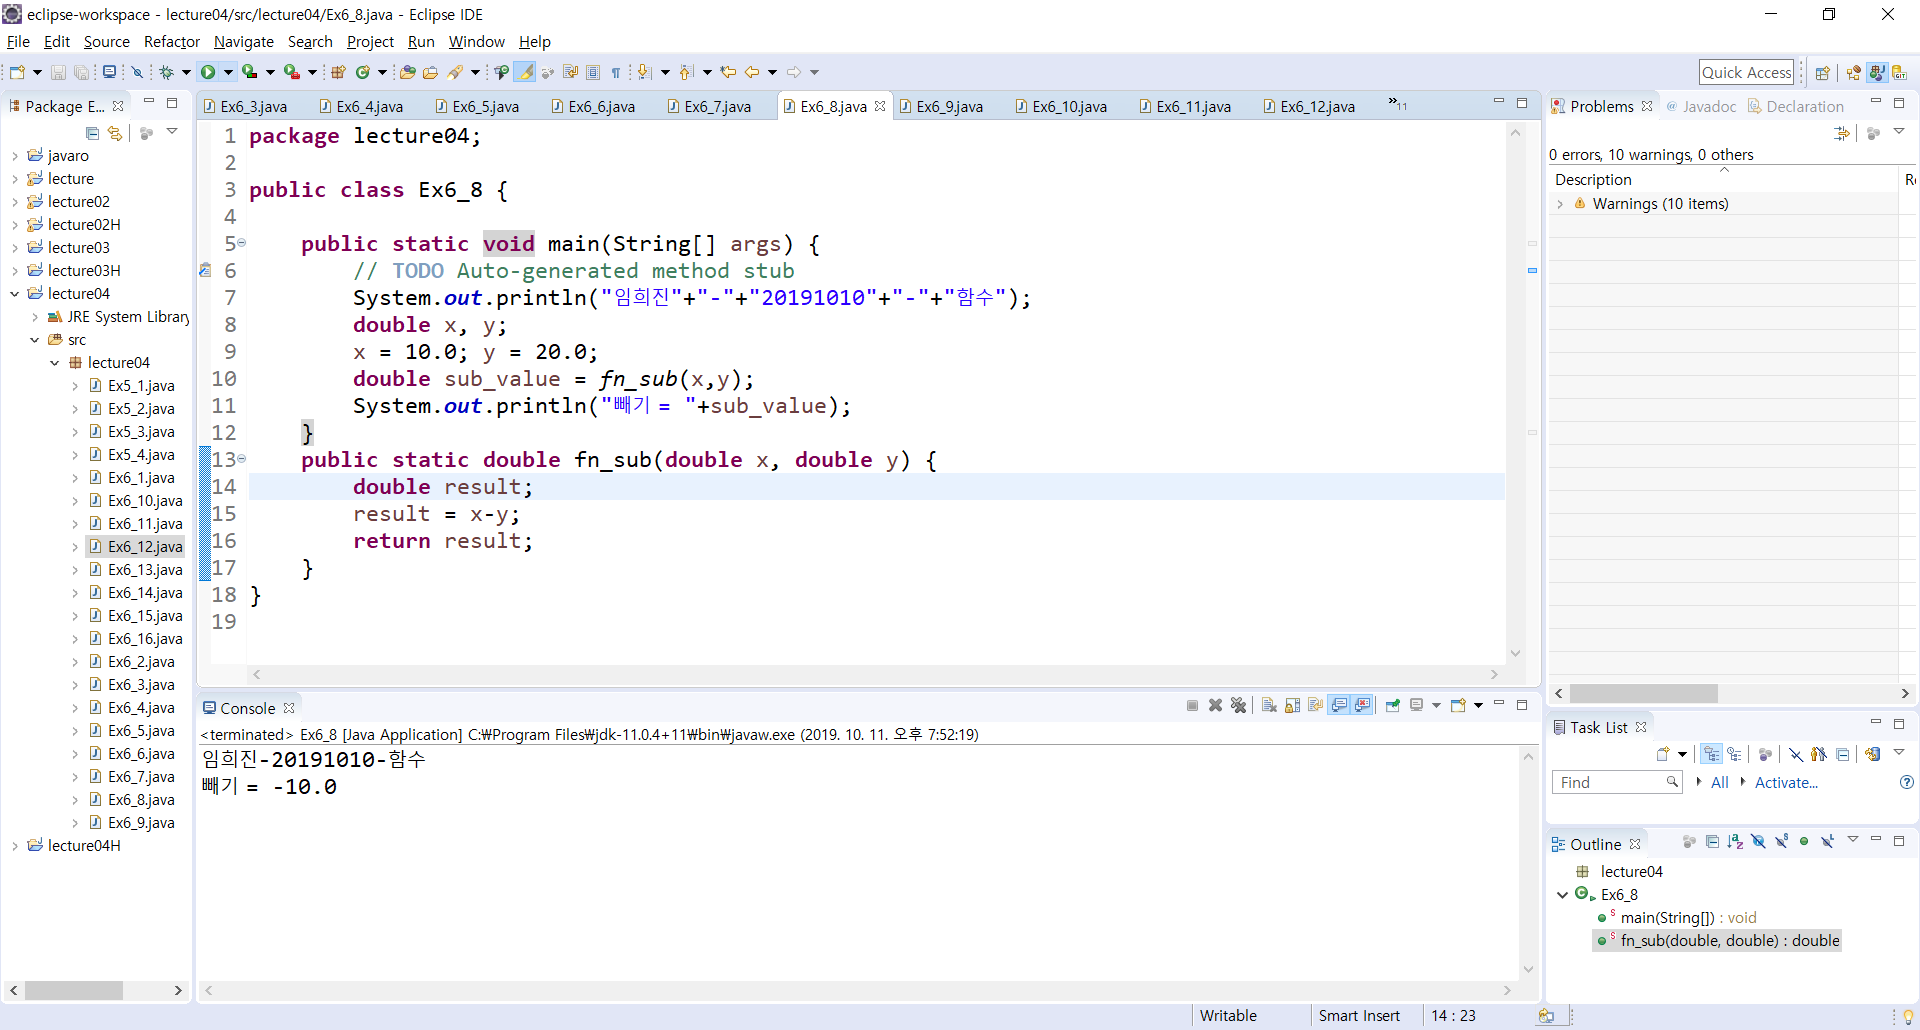 eclipse-workspace - lecture04/src/lecture04/Ex6_8.java - Eclipse IDE
File Edit Source Refactor Navigate Search Project Run Window Help
Quick Access
Package E...
javaro
lecture
lecture02
lecture02H
lecture03
lecture03H
lecture04
JRE System Library
src
lecture04
Ex5_1.java
Ex5_2.java
Ex5_3.java
Ex5_4.java
Ex6_1.java
Ex6_10.java
Ex6_11.java
Ex6_12.java
Ex6_13.java
Ex6_14.java
Ex6_15.java
Ex6_16.java
Ex6_2.java
Ex6_3.java
Ex6_4.java
Ex6_5.java
Ex6_6.java
Ex6_7.java
Ex6_8.java
Ex6_9.java
lecture04H
Ex6_3.java Ex6_4.java Ex6_5.java Ex6_6.java Ex6_7.java Ex6_8.java Ex6_9.java Ex6_10.java Ex6_11.java Ex6_12.java »11
1 package lecture04;
2
3 public class Ex6_8 {
4
5 public static void main(String[] args) {
6 // TODO Auto-generated method stub
7 System.out.println("임희진"+"-"+"20191010"+"-"+"함수");
8 double x, y;
9 x = 10.0; y = 20.0;
10 double sub_value = fn_sub(x,y);
11 System.out.println("빼기 = "+sub_value);
12 }
13 public static double fn_sub(double x, double y) {
14 double result;
15 result = x-y;
16 return result;
17 }
18 }
19
Console
<terminated> Ex6_8 [Java Application] C:₩Program Files₩jdk-11.0.4+11₩bin₩javaw.exe (2019. 10. 11. 오후 7:52:19)
임희진-20191010-함수
빼기 = -10.0
Problems @ Javadoc Declaration
0 errors, 10 warnings, 0 others
Description
Warnings (10 items)
Task List
Find All Activate...
Outline
lecture04
Ex6_8
main(String[]) : void
fn_sub(double, double) : double
Writable Smart Insert 14 : 23